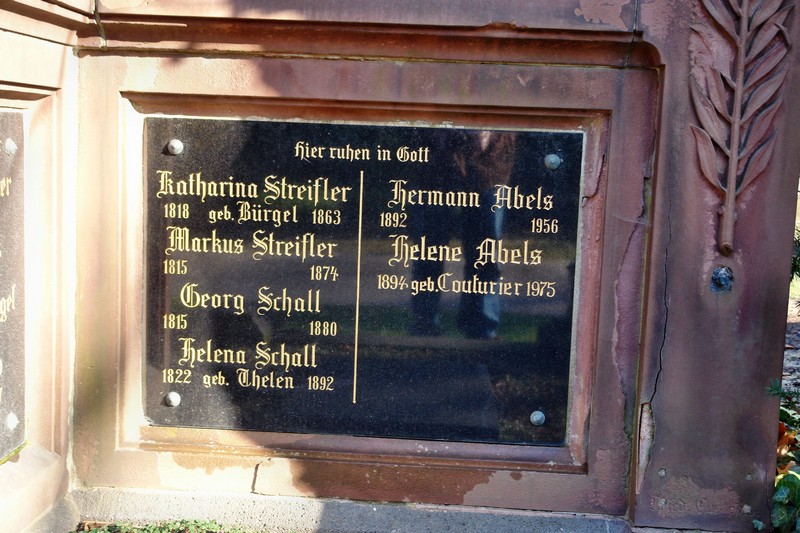 Hier ruhen in Gott
Katharina Streifler
1818 geb. Bürgel 1863
Markus Streifler
1815 1874
Georg Schall
1815 1880
Helena Schall
1822 geb. Thelen 1892
Hermann Abels
1892 1956
Helene Abels
1894 geb. Couturier 1975